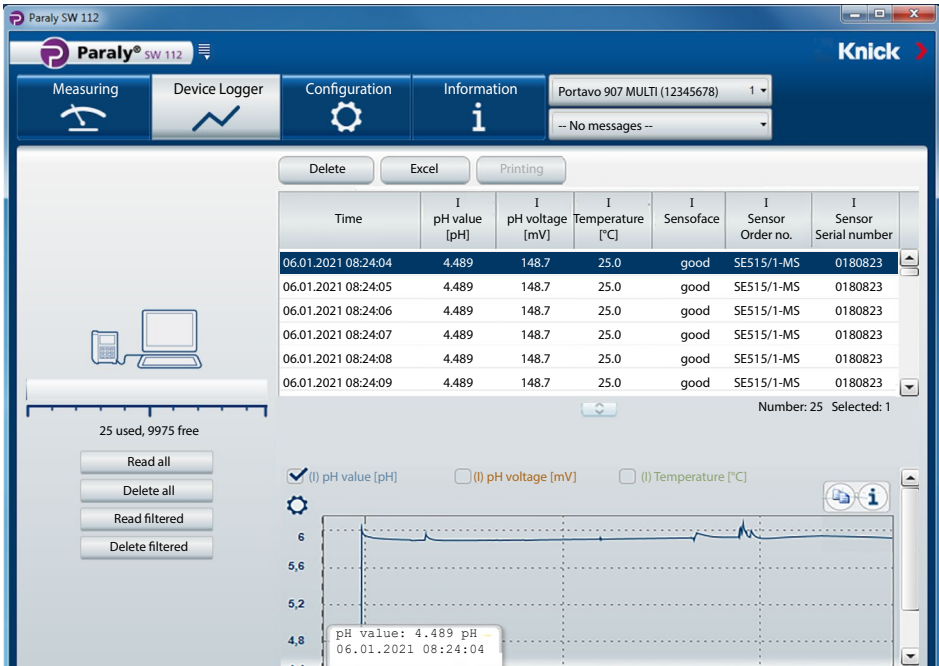 Paraly SW 112
Paraly® SW 112
Knick
Measuring
Device Logger
Configuration
Information
Portavo 907 MULTI (12345678) 1
-- No messages --
Delete
Excel
Printing
Time
I pH value [pH]
I pH voltage [mV]
I Temperature [°C]
I Sensoface
I Sensor Order no.
I Sensor Serial number
06.01.2021 08:24:04 4.489 148.7 25.0 good SE515/1-MS 0180823
06.01.2021 08:24:05 4.489 148.7 25.0 good SE515/1-MS 0180823
06.01.2021 08:24:06 4.489 148.7 25.0 good SE515/1-MS 0180823
06.01.2021 08:24:07 4.489 148.7 25.0 good SE515/1-MS 0180823
06.01.2021 08:24:08 4.489 148.7 25.0 good SE515/1-MS 0180823
06.01.2021 08:24:09 4.489 148.7 25.0 good SE515/1-MS 0180823
Number: 25 Selected: 1
25 used, 9975 free
Read all
Delete all
Read filtered
Delete filtered
(I) pH value [pH]
(I) pH voltage [mV]
(I) Temperature [°C]
6
5,6
5,2
4,8
pH value: 4.489 pH
06.01.2021 08:24:04